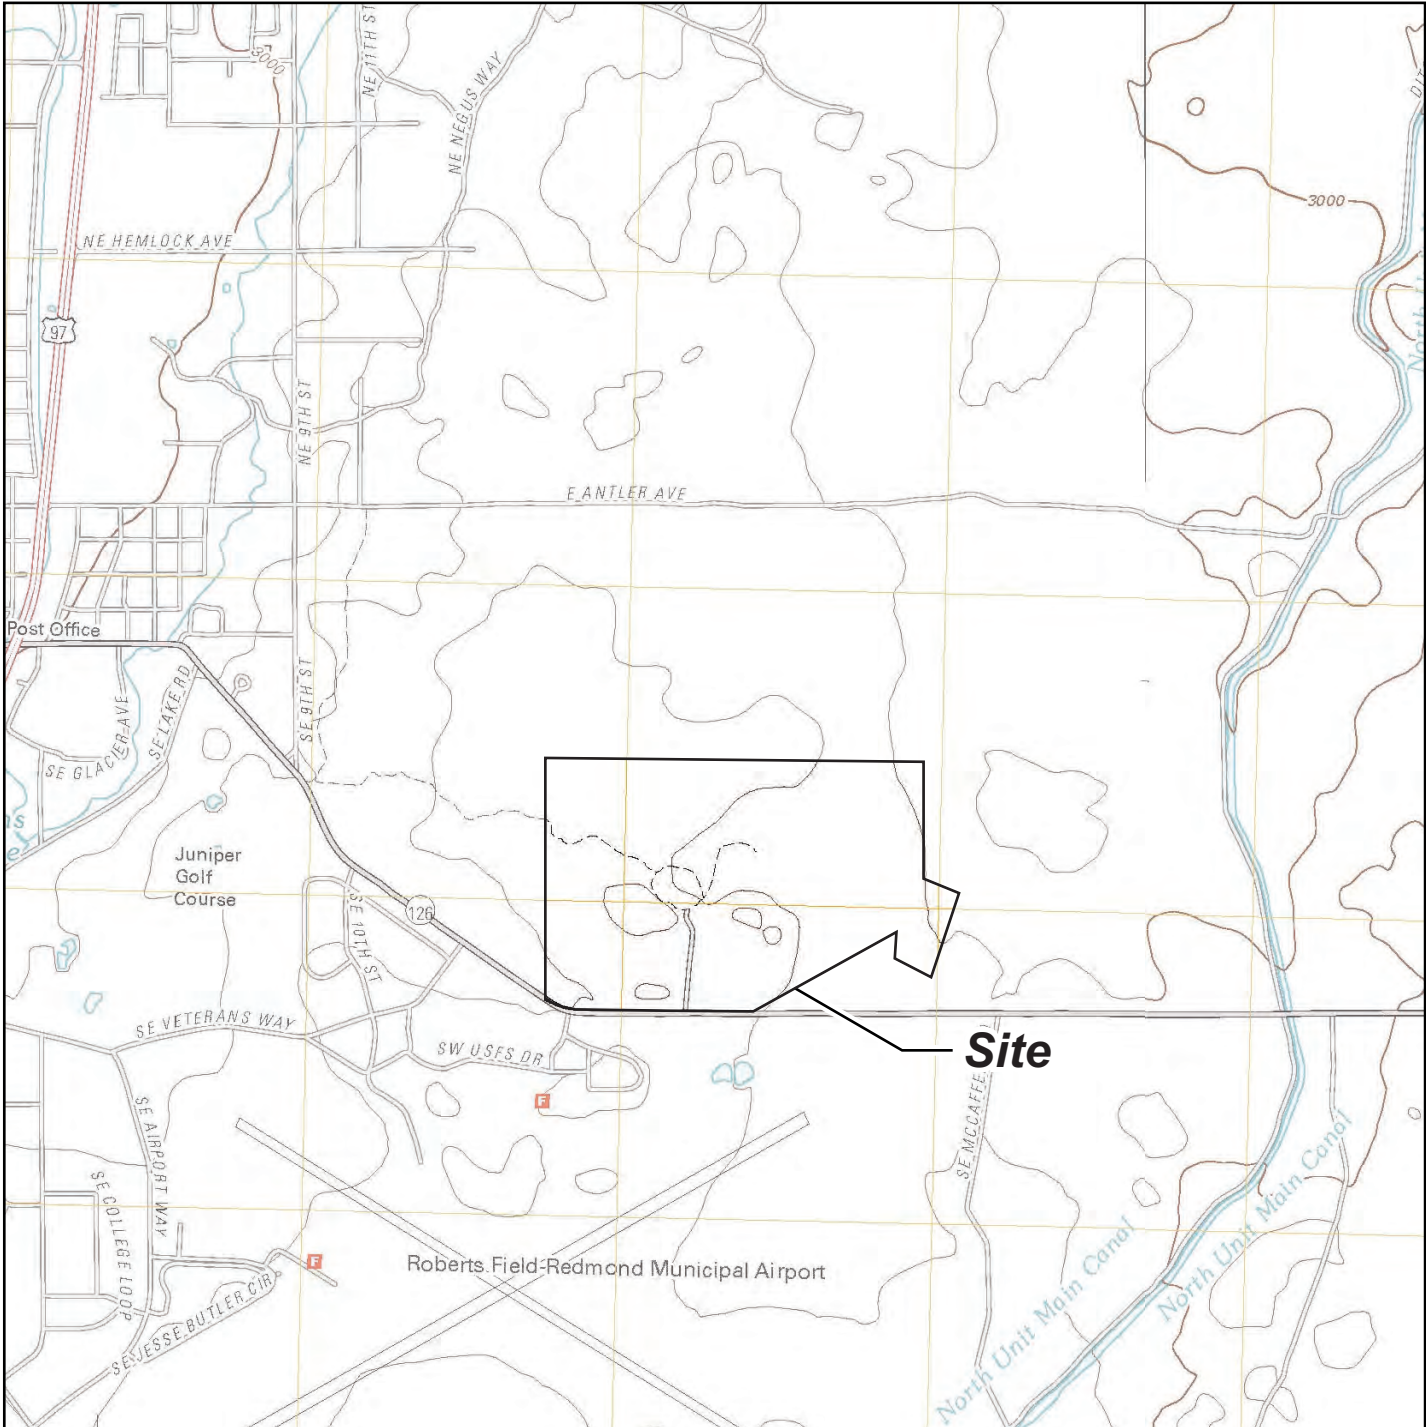 3000
NE 11TH ST
NE NEGUS WAY
3000
NE HEMLOCK AVE
97
NE 9TH ST
E ANTLER AVE
Post Office
SE 9TH ST
SE LAKE RD
SE GLACIER AVE
Juniper
Golf
Course
126
SE 10TH ST
SE VETERANS WAY
SW USFS DR
Site
F
SE AIRPORT WAY
SE MCCAFFE
SE COLLEGE LOOP
F
Roberts Field-Redmond Municipal Airport
SE JESSE BUTLER CIR
North Unit Main Canal
North Unit Main Canal